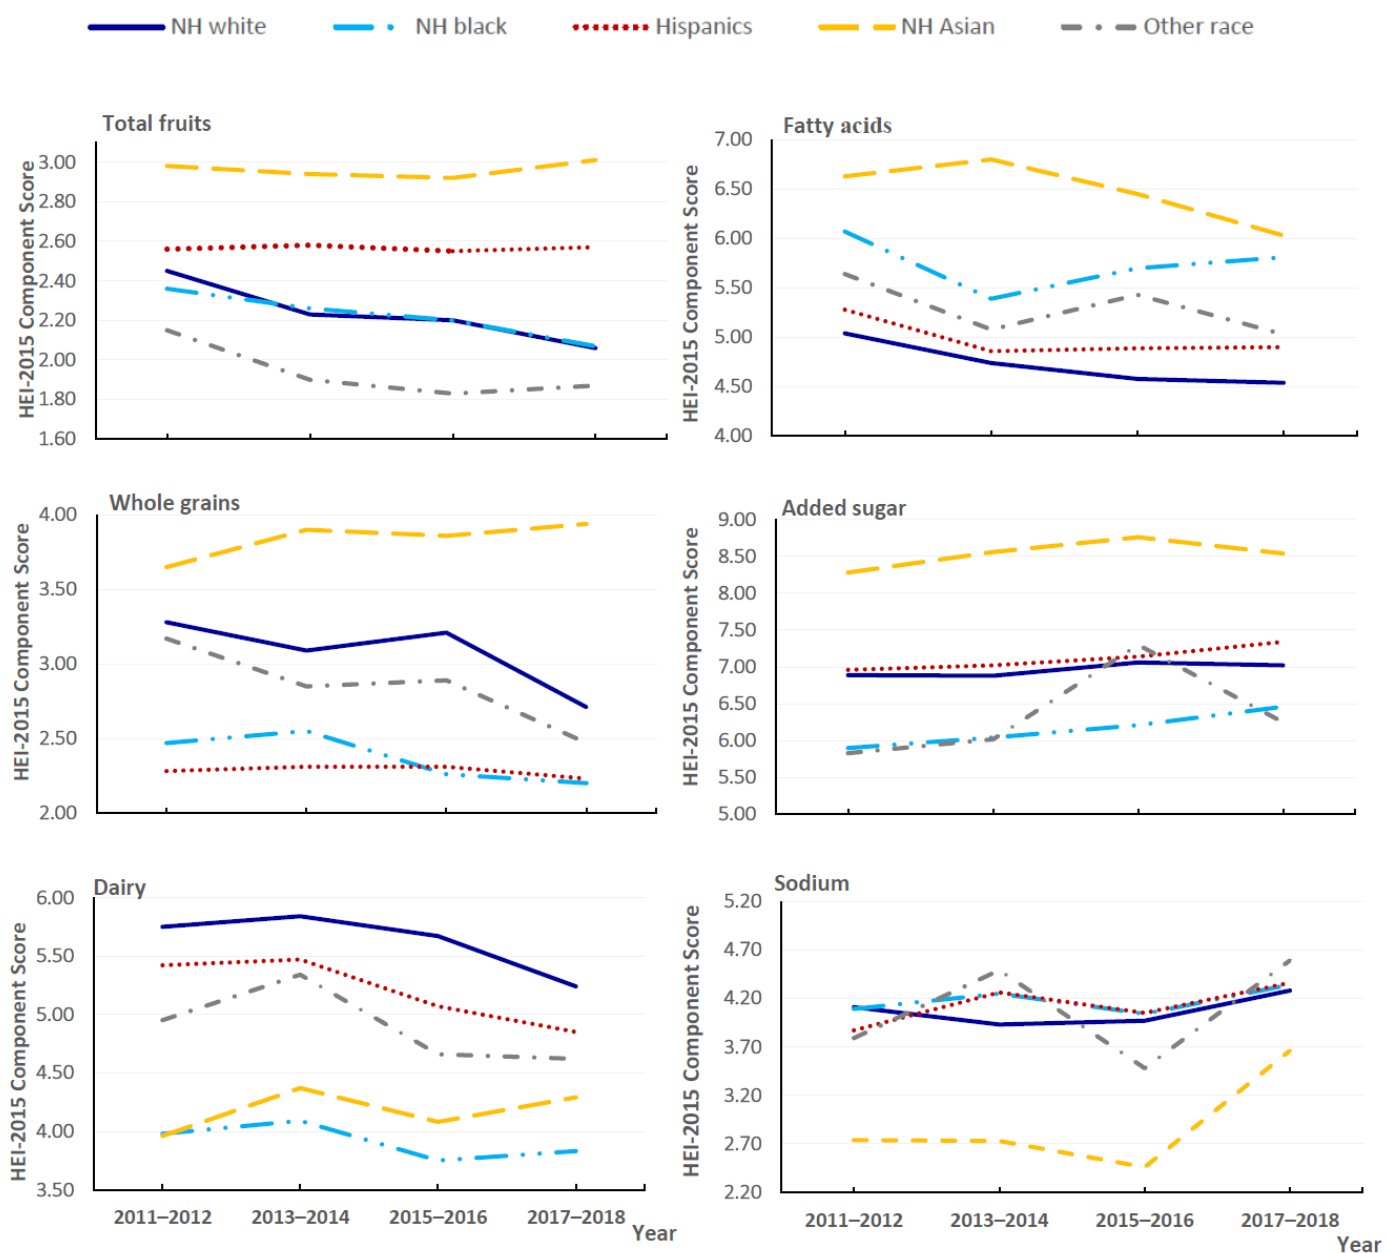 NH white NH black Hispanics NH Asian Other race
Total fruits
HEI-2015 Component Score
3.00
2.80
2.60
2.40
2.20
2.00
1.80
1.60
Fatty acids
HEI-2015 Component Score
7.00
6.50
6.00
5.50
5.00
4.50
4.00
Whole grains
HEI-2015 Component Score
4.00
3.50
3.00
2.50
2.00
Added sugar
HEI-2015 Component Score
9.00
8.50
8.00
7.50
7.00
6.50
6.00
5.50
5.00
Dairy
HEI-2015 Component Score
6.00
5.50
5.00
4.50
4.00
3.50
2011–2012 2013–2014 2015–2016 2017–2018
Year
Sodium
HEI-2015 Component Score
5.20
4.70
4.20
3.70
3.20
2.70
2.20
2011–2012 2013–2014 2015–2016 2017–2018
Year